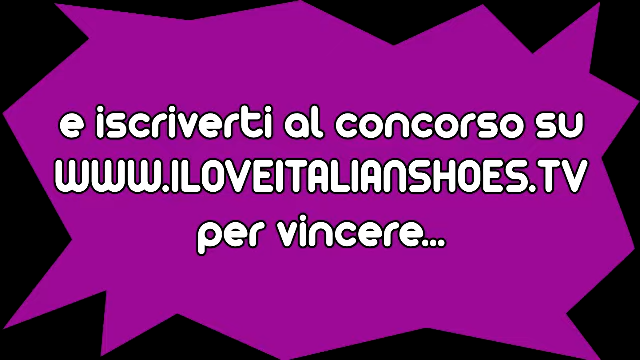 e iscriverti al concorso su
WWW.ILOVEITALIANSHOES.TV
per vincere...